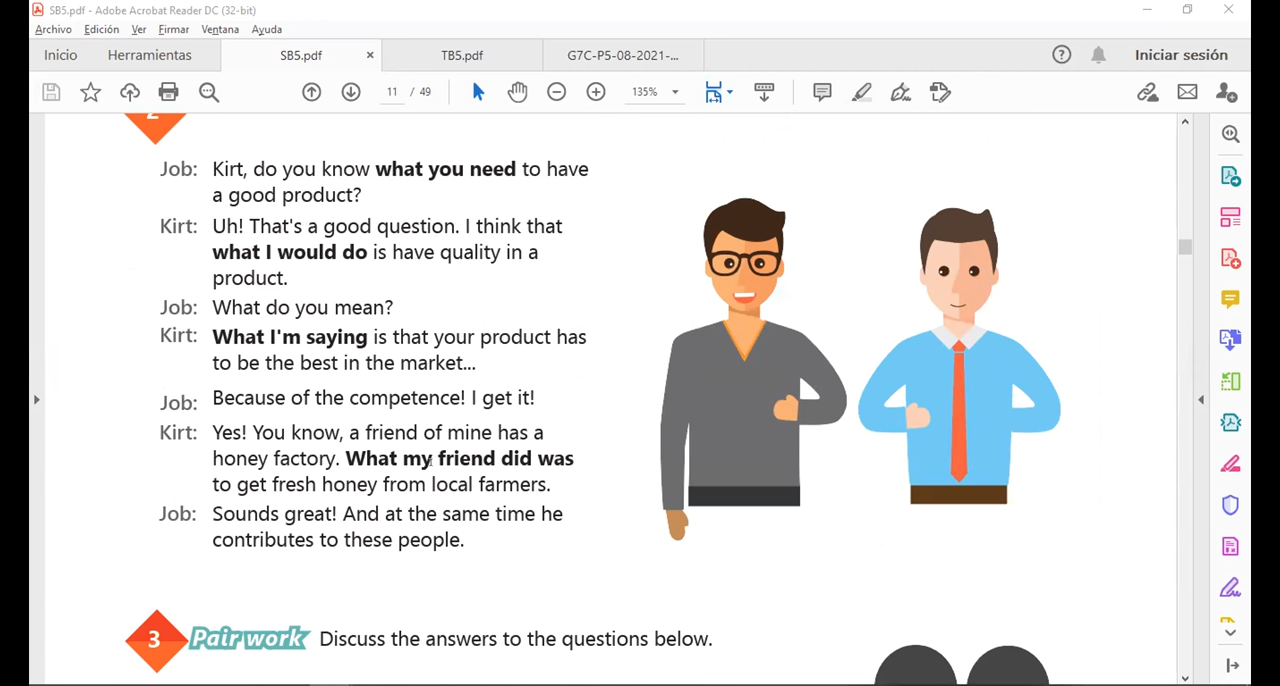 SB5.pdf - Adobe Acrobat Reader DC (32-bit)
Archivo Edición Ver Firmar Ventana Ayuda
Inicio Herramientas SB5.pdf × TB5.pdf G7C-P5-08-2021-... Iniciar sesión
11 / 49 135%
Job: Kirt, do you know what you need to have
a good product?
Kirt: Uh! That's a good question. I think that
what I would do is have quality in a
product.
Job: What do you mean?
Kirt: What I'm saying is that your product has
to be the best in the market...
Job: Because of the competence! I get it!
Kirt: Yes! You know, a friend of mine has a
honey factory. What my friend did was
to get fresh honey from local farmers.
Job: Sounds great! And at the same time he
contributes to these people.
3 Pair work Discuss the answers to the questions below.